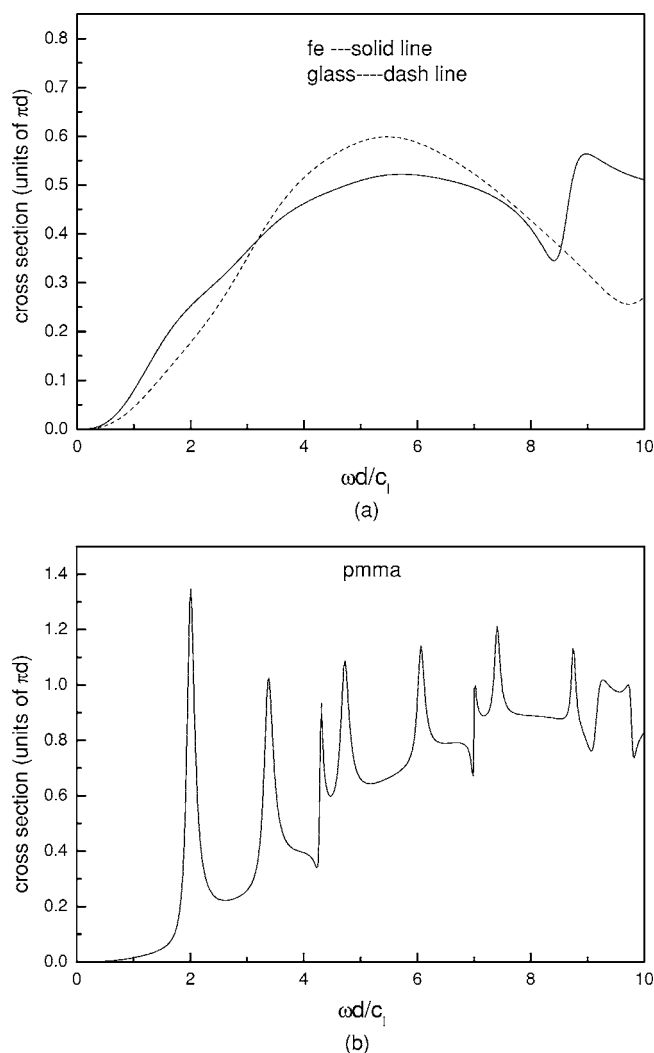 0.8
0.7
0.6
0.5
0.4
0.3
0.2
0.1
0.0
cross section (units of πd)
fe ---solid line
glass----dash line
0 2 4 6 8 10
ωd/c_l
(a)
1.4
1.2
1.0
0.8
0.6
0.4
0.2
0.0
cross section (units of πd)
pmma
0 2 4 6 8 10
ωd/c_l
(b)